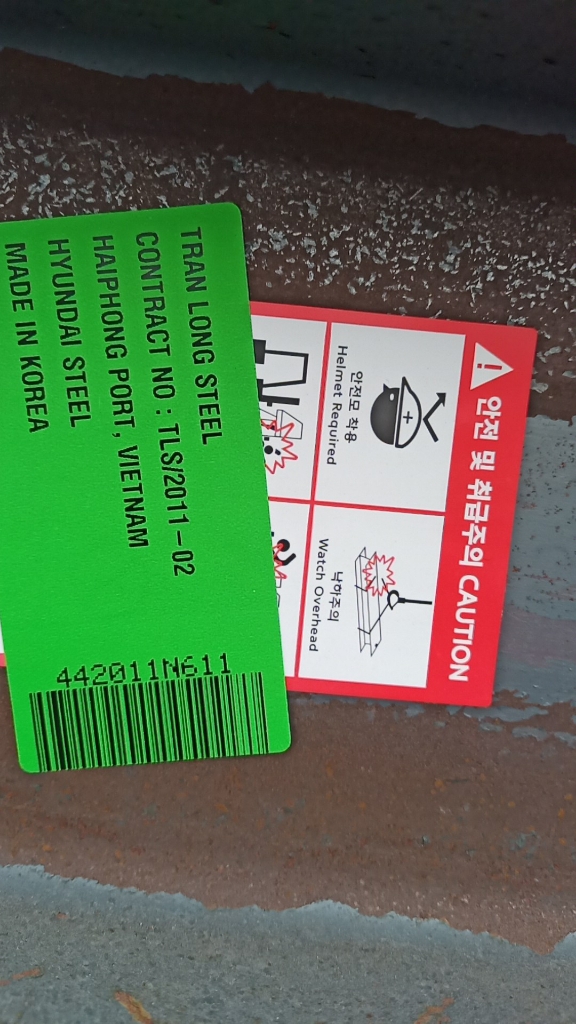 TRAN LONG STEEL
CONTRACT NO : TLS/2011-02
HAIPHONG PORT, VIETNAM
HYUNDAI STEEL
MADE IN KOREA
442011N611
안전 및 취급주의 CAUTION
안전모 착용
Helmet Required
낙하주의
Watch Overhead